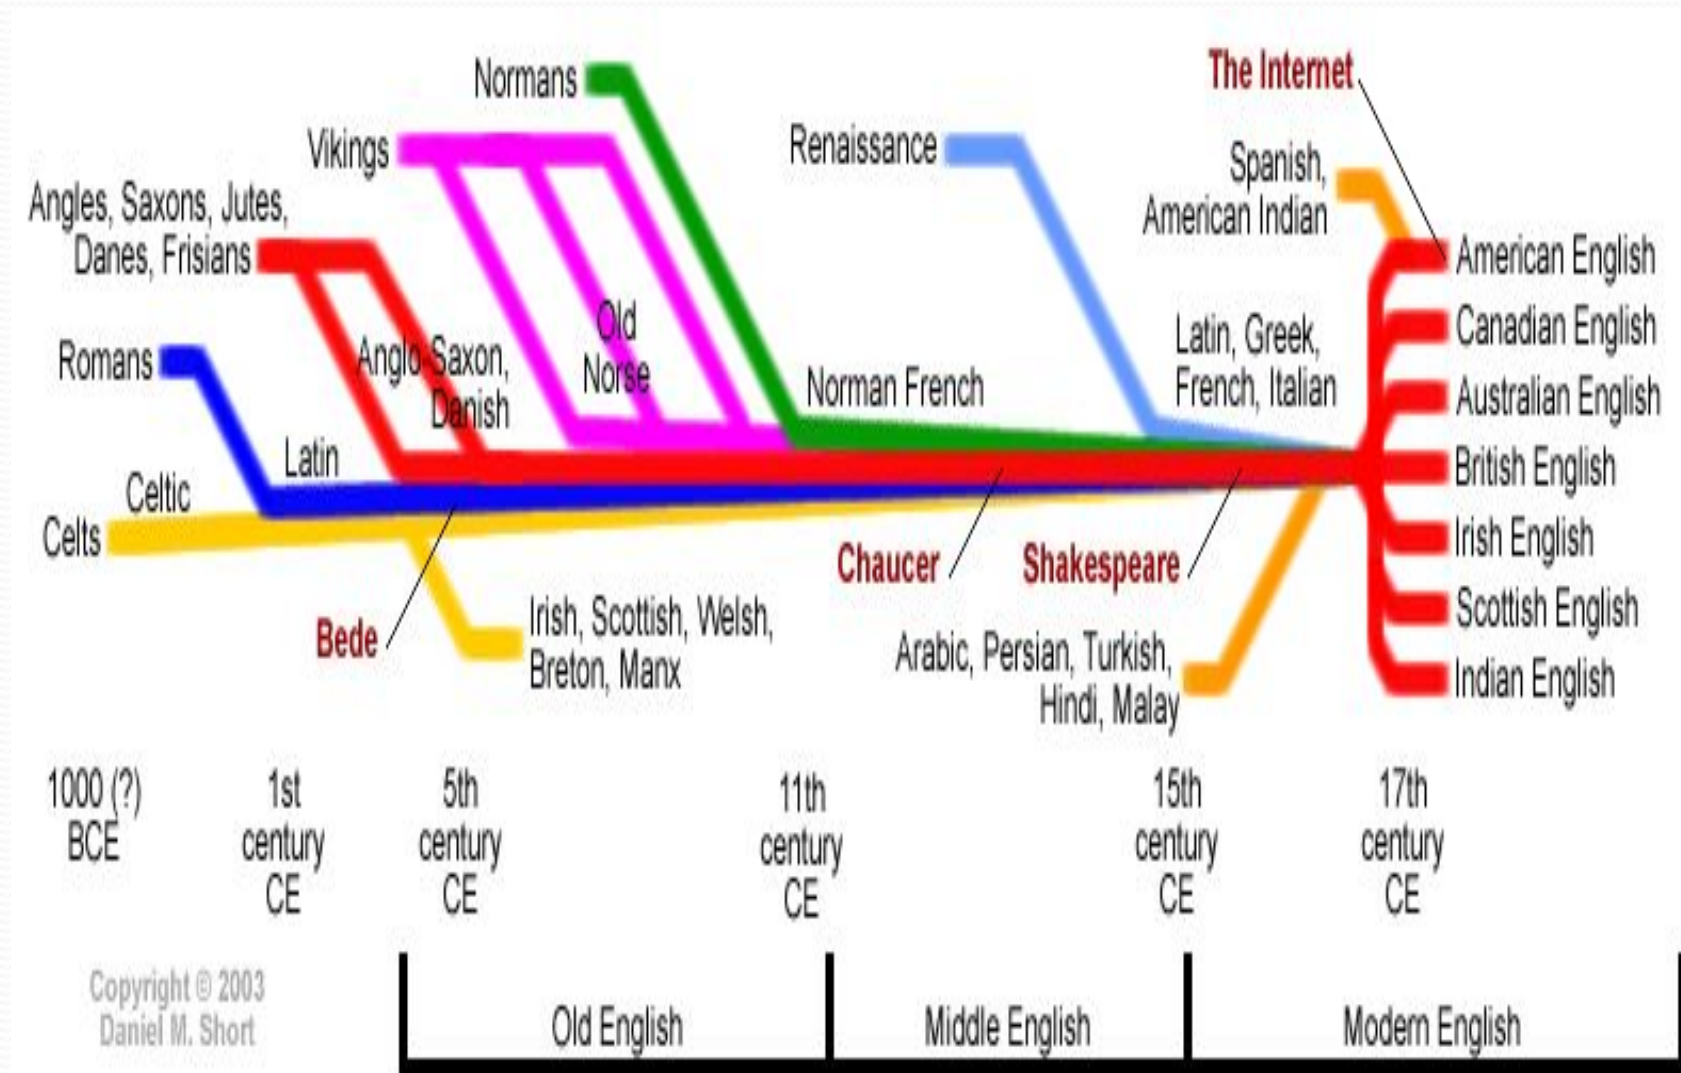 Normans
The Internet
Vikings
Renaissance
Spanish,
American Indian
Angles, Saxons, Jutes,
Danes, Frisians
American English
Romans
Anglo-Saxon,
Danish
Old
Norse
Norman French
Latin, Greek,
French, Italian
Canadian English
Australian English
Latin
British English
Celtic
Celts
Chaucer
Shakespeare
Irish English
Bede
Irish, Scottish, Welsh,
Breton, Manx
Arabic, Persian, Turkish,
Hindi, Malay
Scottish English
Indian English
1000 (?)
BCE
1st
century
CE
5th
century
CE
11th
century
CE
15th
century
CE
17th
century
CE
Copyright © 2003
Daniel M. Short
Old English
Middle English
Modern English